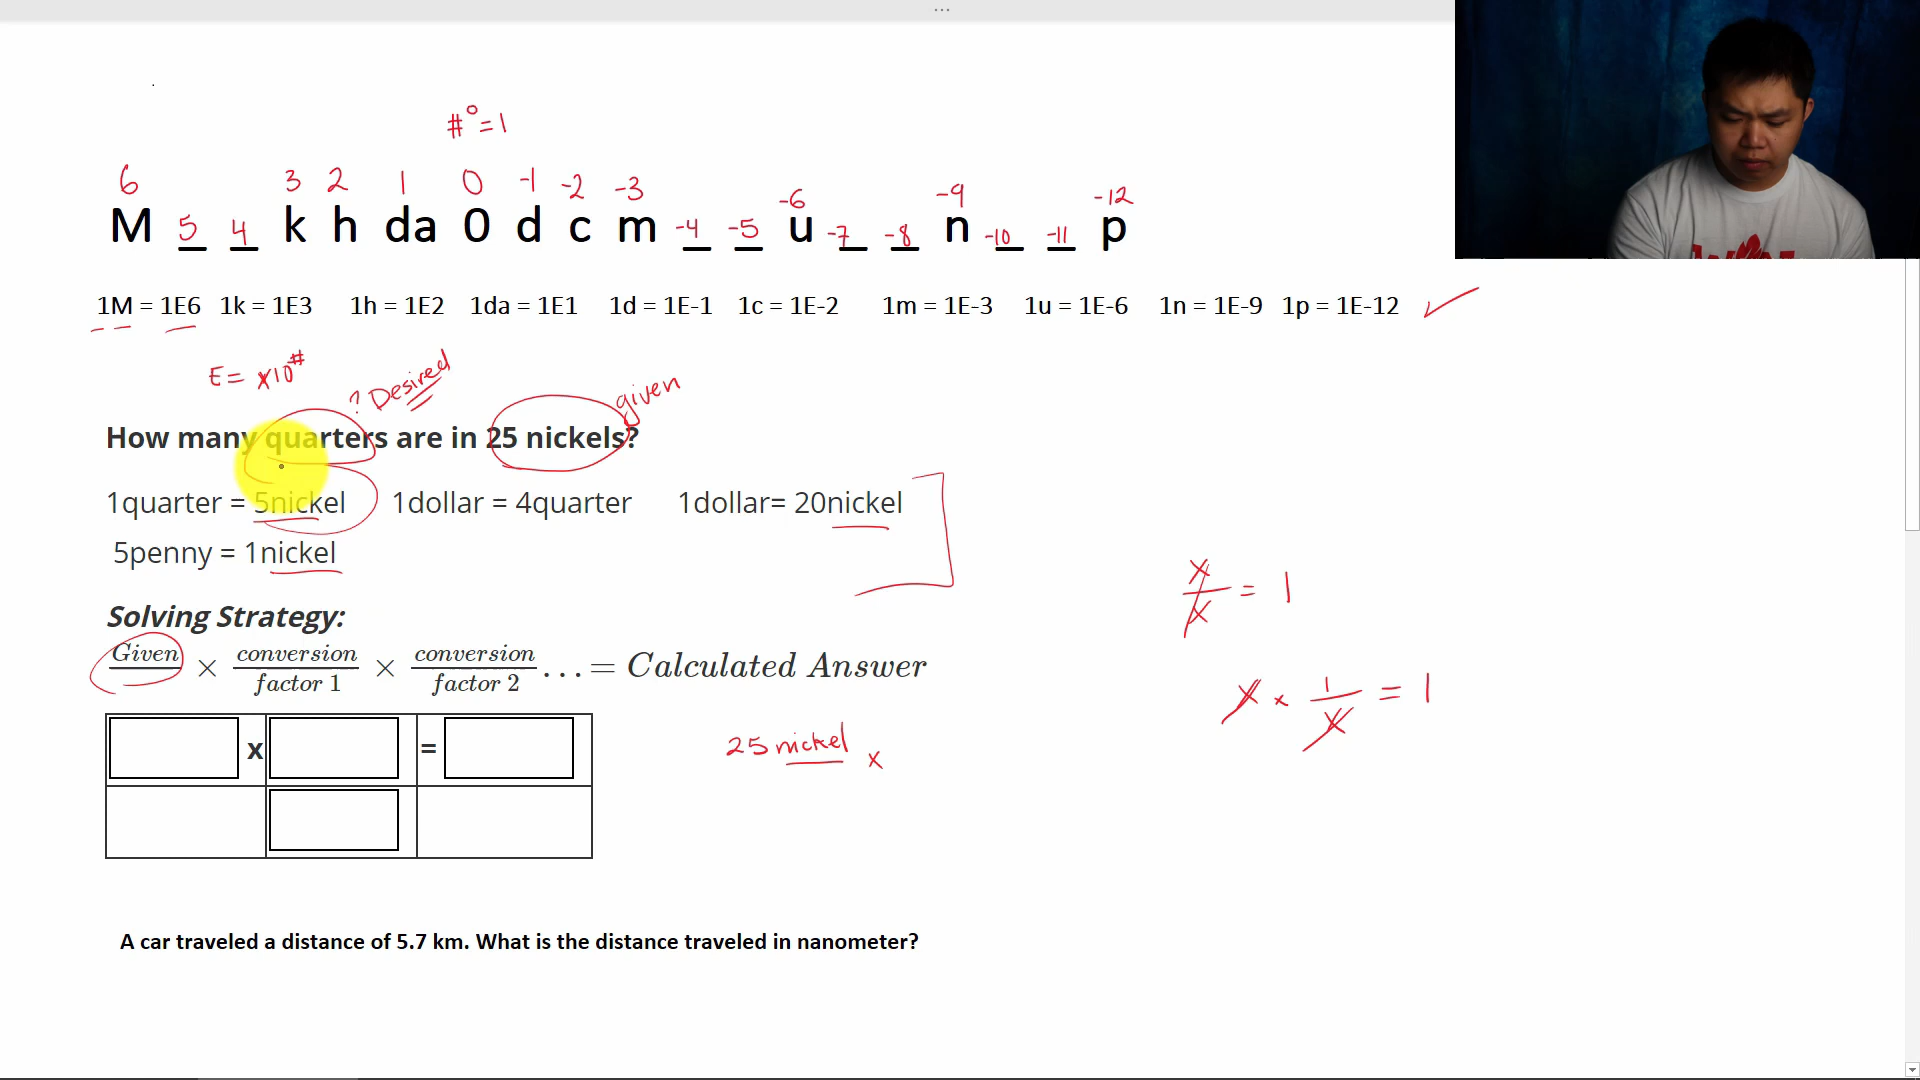 ...
#⁰ = 1
6 5 4 3 2 1 0 -1 -2 -3 -4 -5 -6 -7 -8 -9 -10 -11 -12
M _ _ k h da 0 d c m _ _ u _ _ n _ _ p
1M = 1E6 1k = 1E3 1h = 1E2 1da = 1E1 1d = 1E-1 1c = 1E-2 1m = 1E-3 1u = 1E-6 1n = 1E-9 1p = 1E-12
E = x10^#
? Desired
given
How many quarters are in 25 nickels?
1quarter = 5nickel 1dollar = 4quarter 1dollar= 20nickel
5penny = 1nickel
x/x = 1
Solving Strategy:
Given × conversion/factor 1 × conversion/factor 2 ... = Calculated Answer
x × 1/x = 1
x =
25 nickel x
A car traveled a distance of 5.7 km. What is the distance traveled in nanometer?